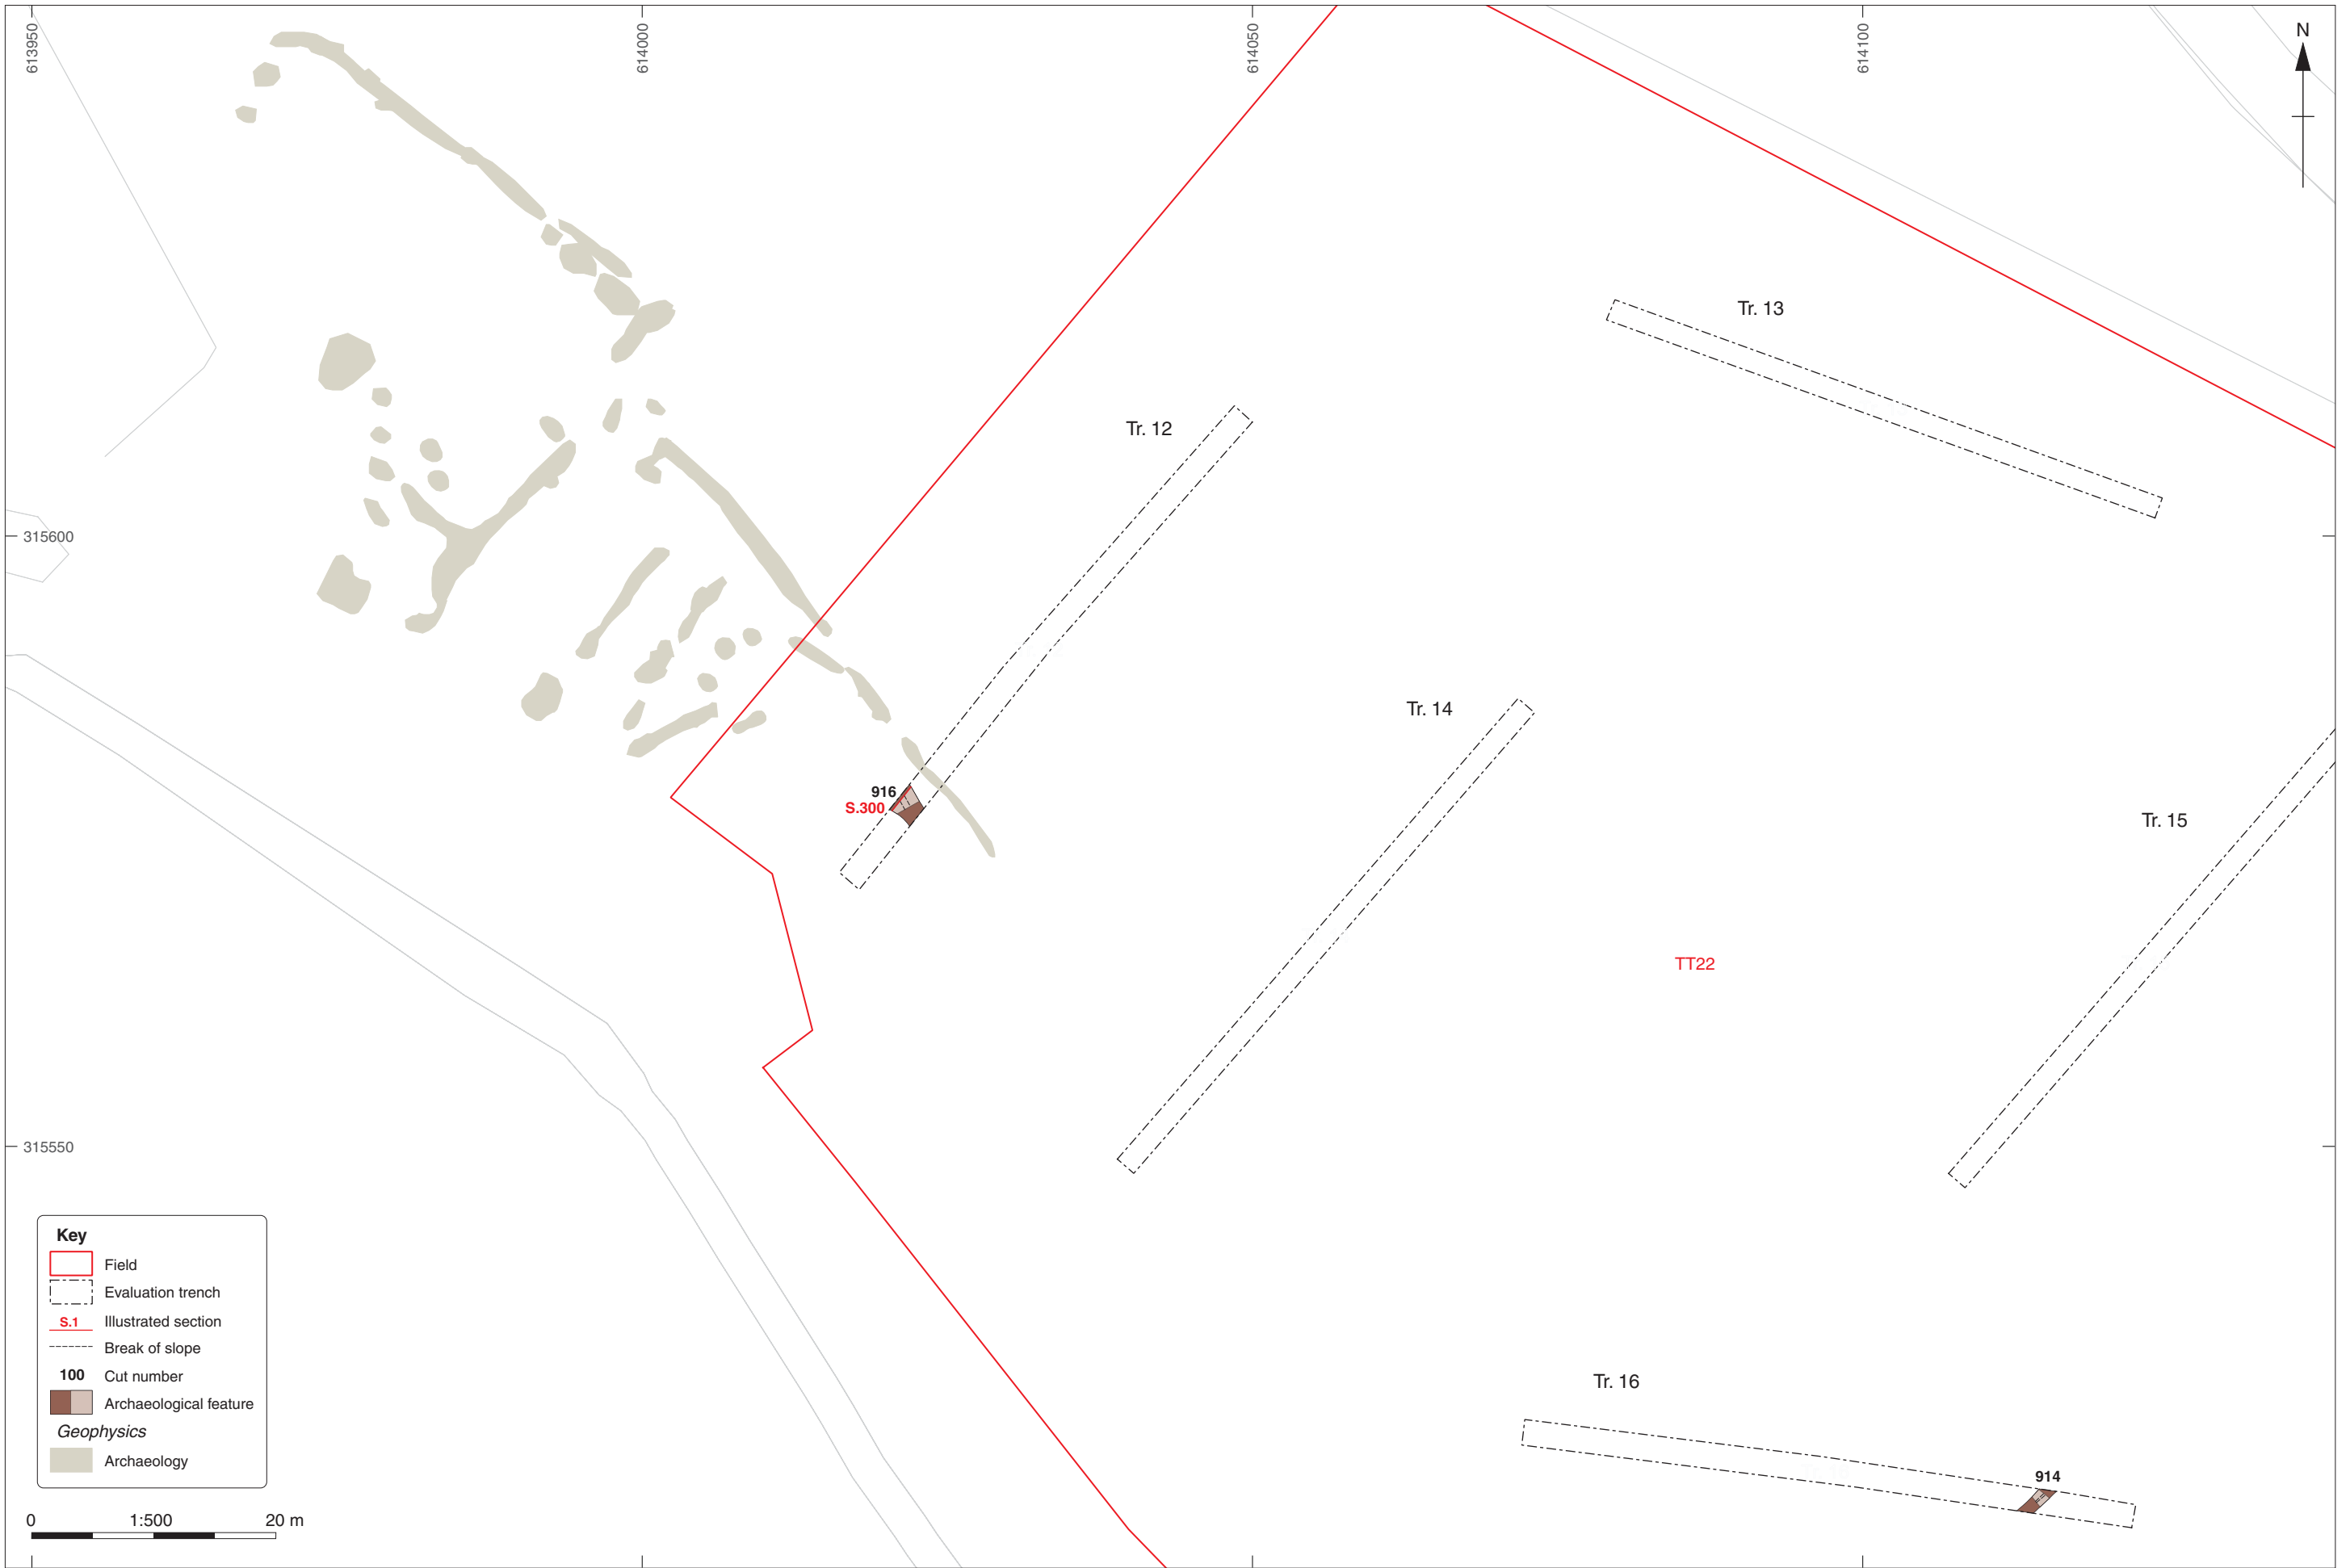 613950
614000
614050
614100
N
Tr. 13
Tr. 12
315600
Tr. 14
916
S.300
Tr. 15
TT22
315550
Key
Field
Evaluation trench
S.1 Illustrated section
Break of slope
100 Cut number
Archaeological feature
Geophysics
Archaeology
Tr. 16
914
0 1:500 20 m